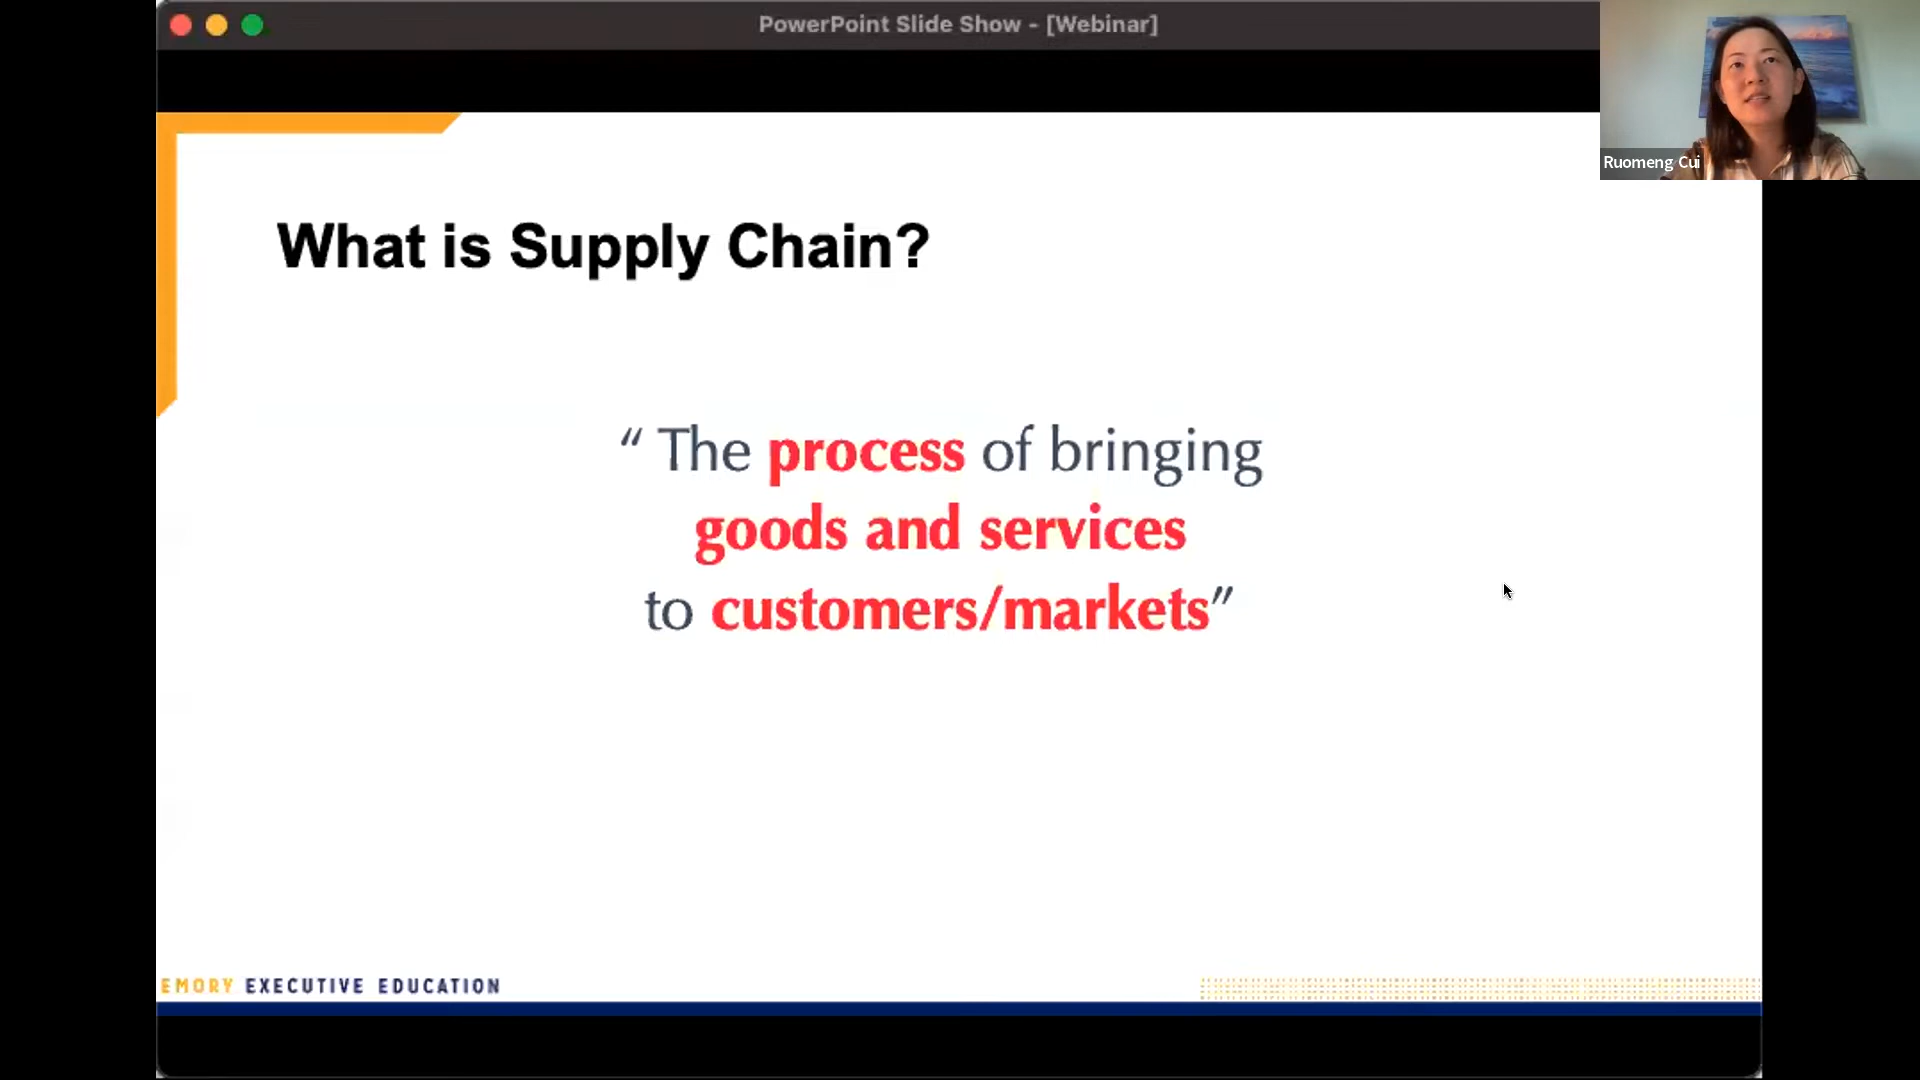 PowerPoint Slide Show - [Webinar]
Ruomeng Cui
What is Supply Chain?
“ The process of bringing
goods and services
to customers/markets”
EMORY EXECUTIVE EDUCATION